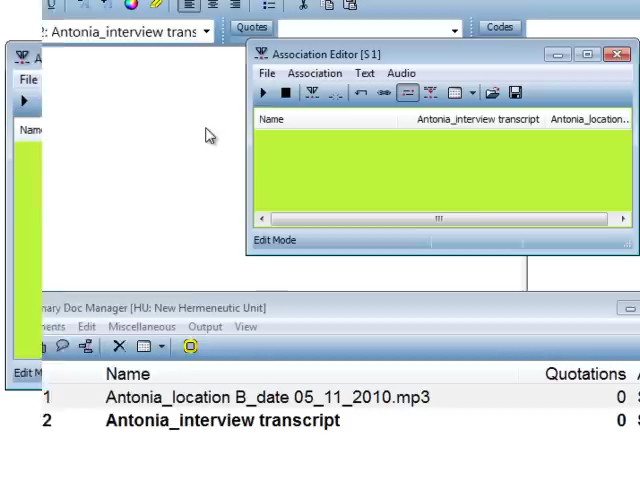 2: Antonia_interview trans
Quotes
Codes
A
Association Editor [S1]
File
File Association Text Audio
Name
Name Antonia_interview transcript Antonia_location...
Edit Mode
nary Doc Manager [HU: New Hermeneutic Unit]
ents Edit Miscellaneous Output View
Edit M
Name Quotations
1 Antonia_location B_date 05_11_2010.mp3 0
2 Antonia_interview transcript 0